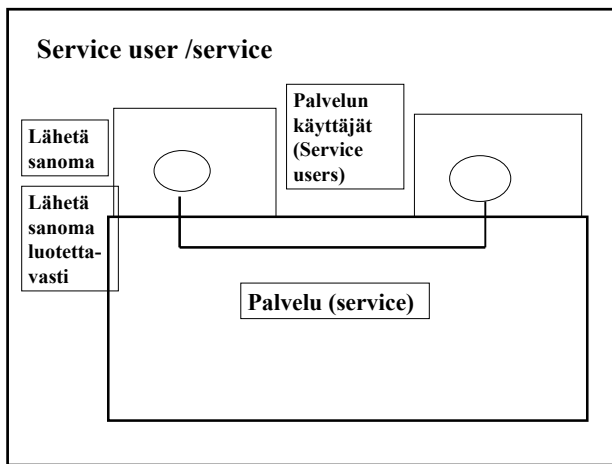 Service user /service
Lähetä
sanoma
Lähetä
sanoma
luotetta-
vasti
Palvelun
käyttäjät
(Service
users)
Palvelu (service)